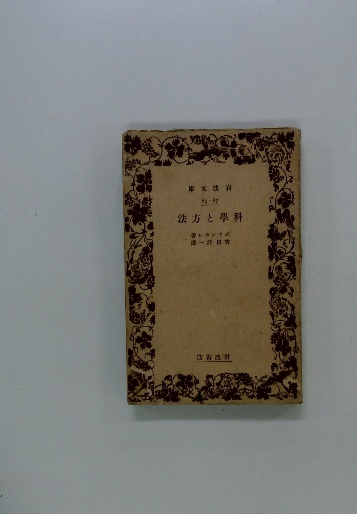 庫文波岩
法方と學科
著レカンアポ
譯一洋田吉
店書波岩